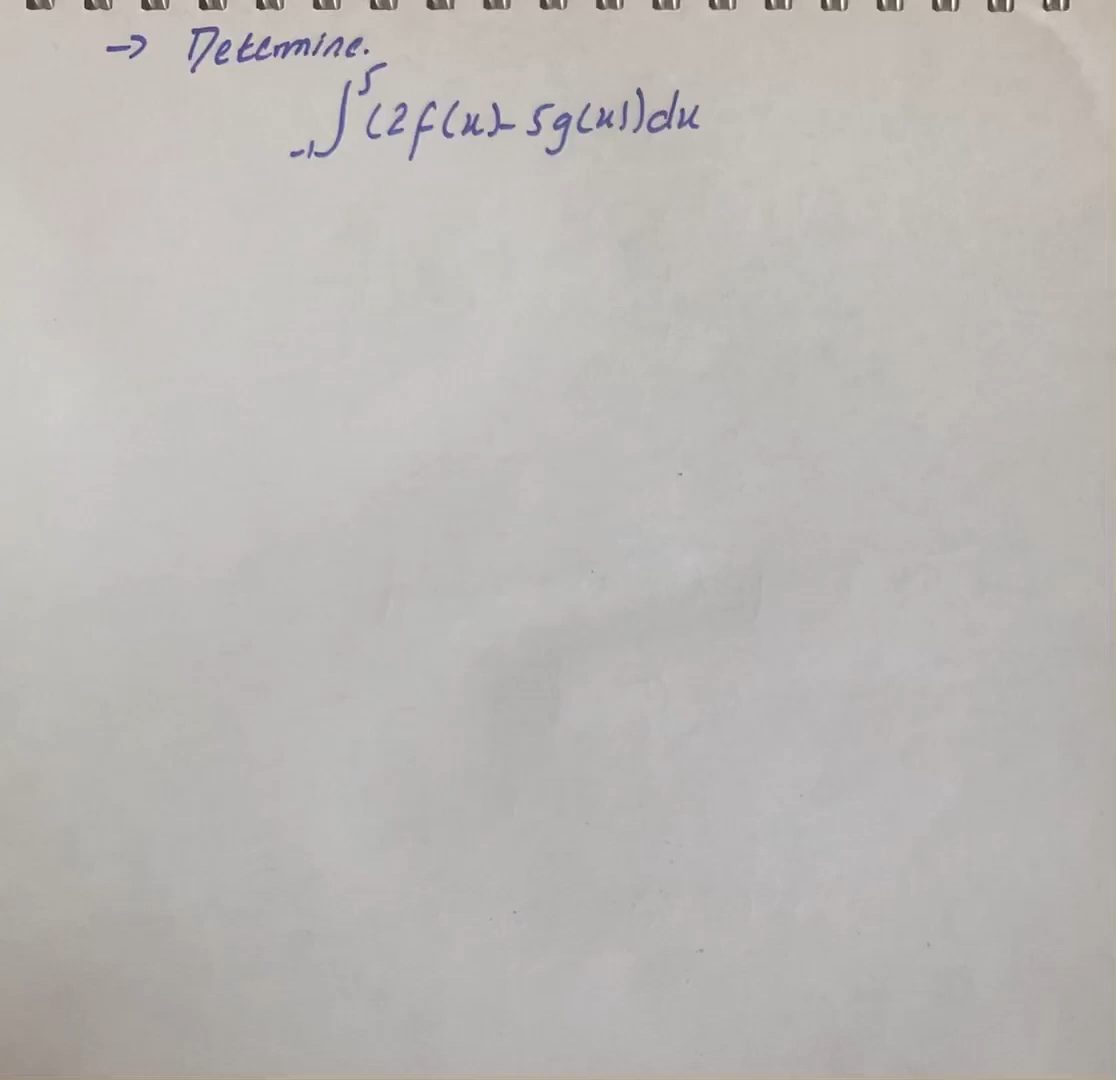 → Determine.
-1∫5(2f(x)-5g(x))dx